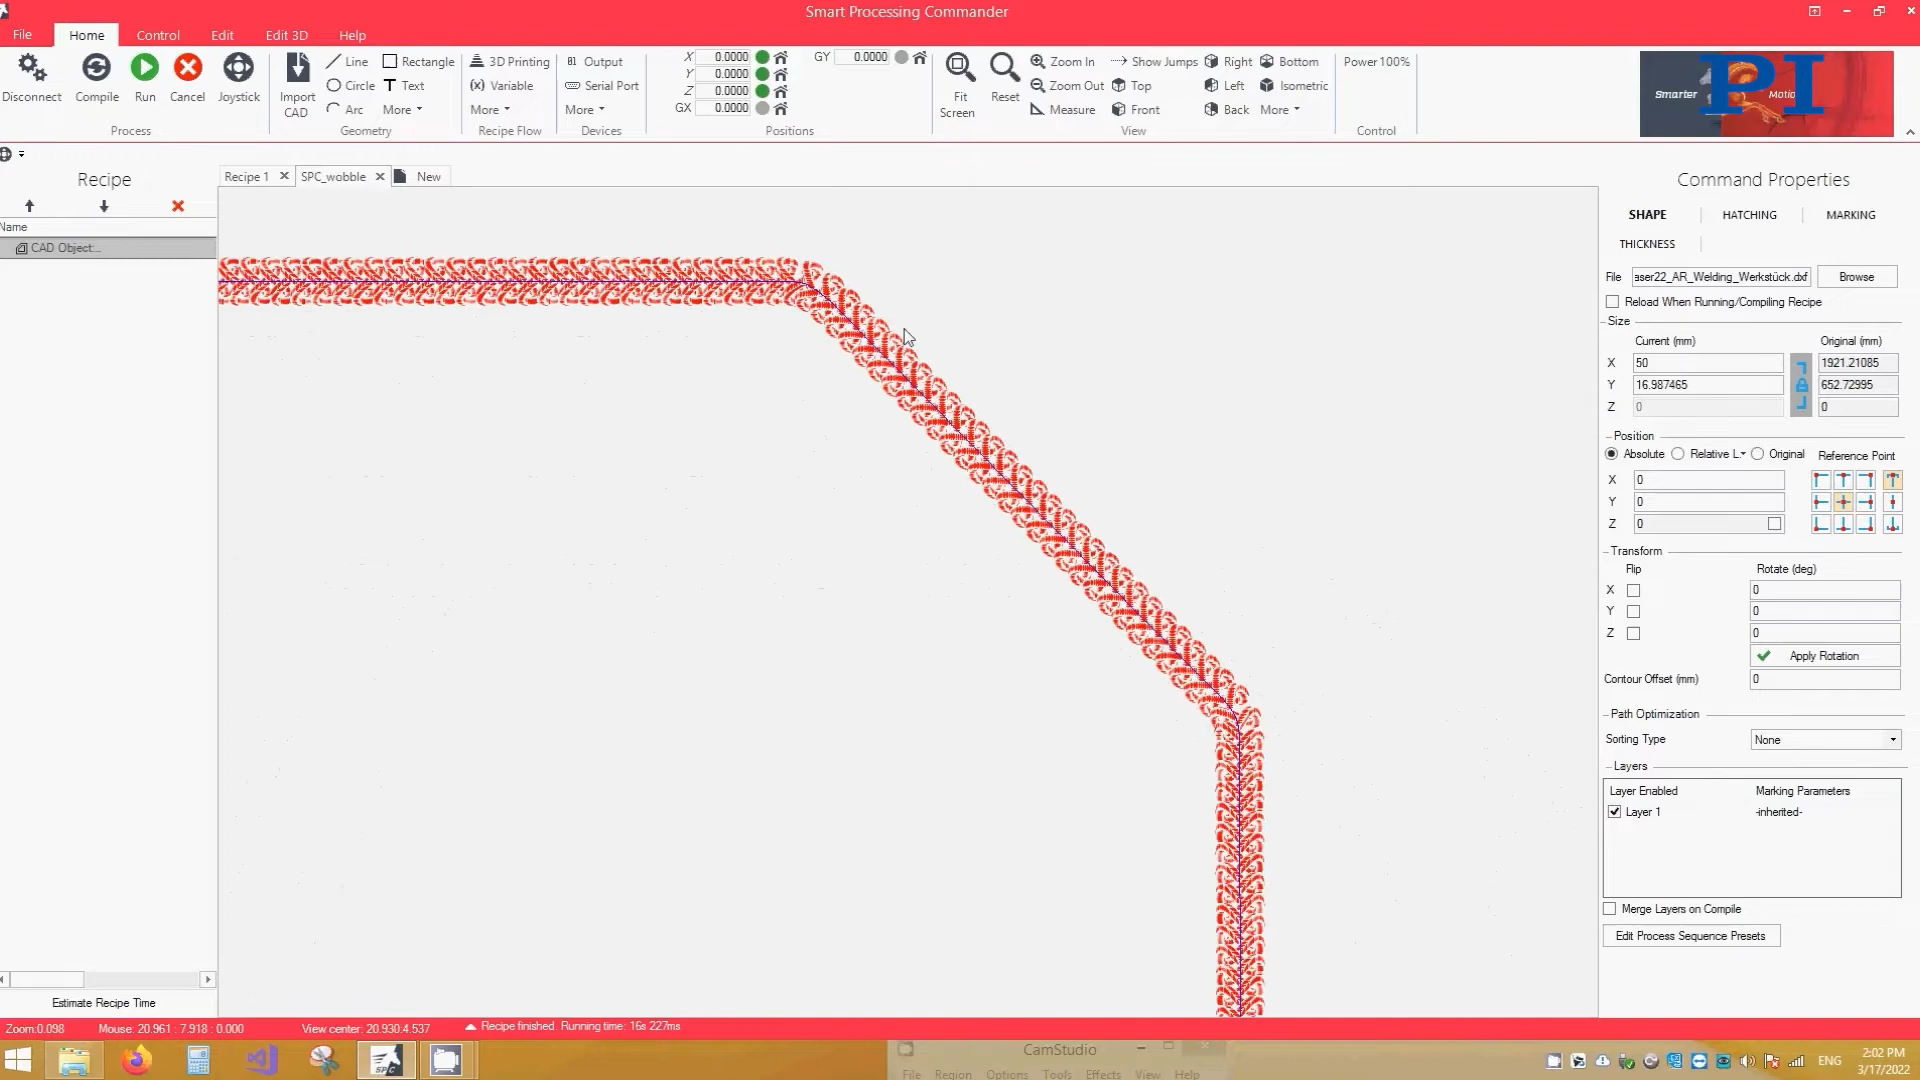 Smart Processing Commander
File Home Control Edit Edit 3D Help
Disconnect Compile Run Cancel Joystick
Process
Import CAD
Line Rectangle
Circle Text
Arc More
Geometry
3D Printing
(x) Variable
More
Recipe Flow
Output
Serial Port
More
Devices
X 0.0000 GY 0.0000
Y 0.0000
Z 0.0000
GX 0.0000
Positions
Fit Screen
Reset
Zoom In Show Jumps Right Bottom
Zoom Out Top Left Isometric
Measure Front Back More
View
Power 100%
Control
Smarter Motio
PI
Recipe
Name
CAD Object:...
Recipe 1 SPC_wobble New
Command Properties
SHAPE HATCHING MARKING
THICKNESS
File aser22_AR_Welding_Werkstück.dxf Browse
Reload When Running/Compiling Recipe
Size
Current (mm) Original (mm)
X 50 1921.21085
Y 16.987465 652.72995
Z 0 0
Position
Absolute Relative L. Original Reference Point
X 0
Y 0
Z 0
Transform
Flip Rotate (deg)
X 0
Y 0
Z 0
Apply Rotation
Contour Offset (mm) 0
Path Optimization
Sorting Type None
Layers
Layer Enabled Marking Parameters
Layer 1 -inherited-
Merge Layers on Compile
Edit Process Sequence Presets
Estimate Recipe Time
Zoom:0.098 Mouse: 20.961 : 7.918 : 0.000 View center: 20.930:4.537 Recipe finished. Running time: 16s 227ms
SPC
CamStudio
File Region Options Tools Effects View Help
ENG
2:02 PM
3/17/2022